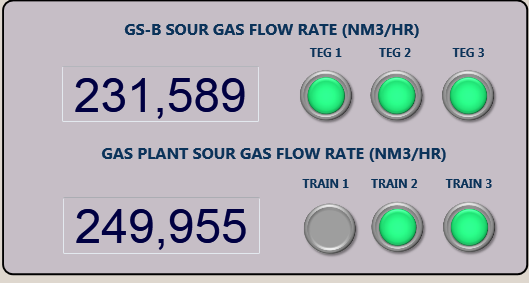 GS-B SOUR GAS FLOW RATE (NM3/HR)
TEG 1 TEG 2 TEG 3
231,589
GAS PLANT SOUR GAS FLOW RATE (NM3/HR)
TRAIN 1 TRAIN 2 TRAIN 3
249,955